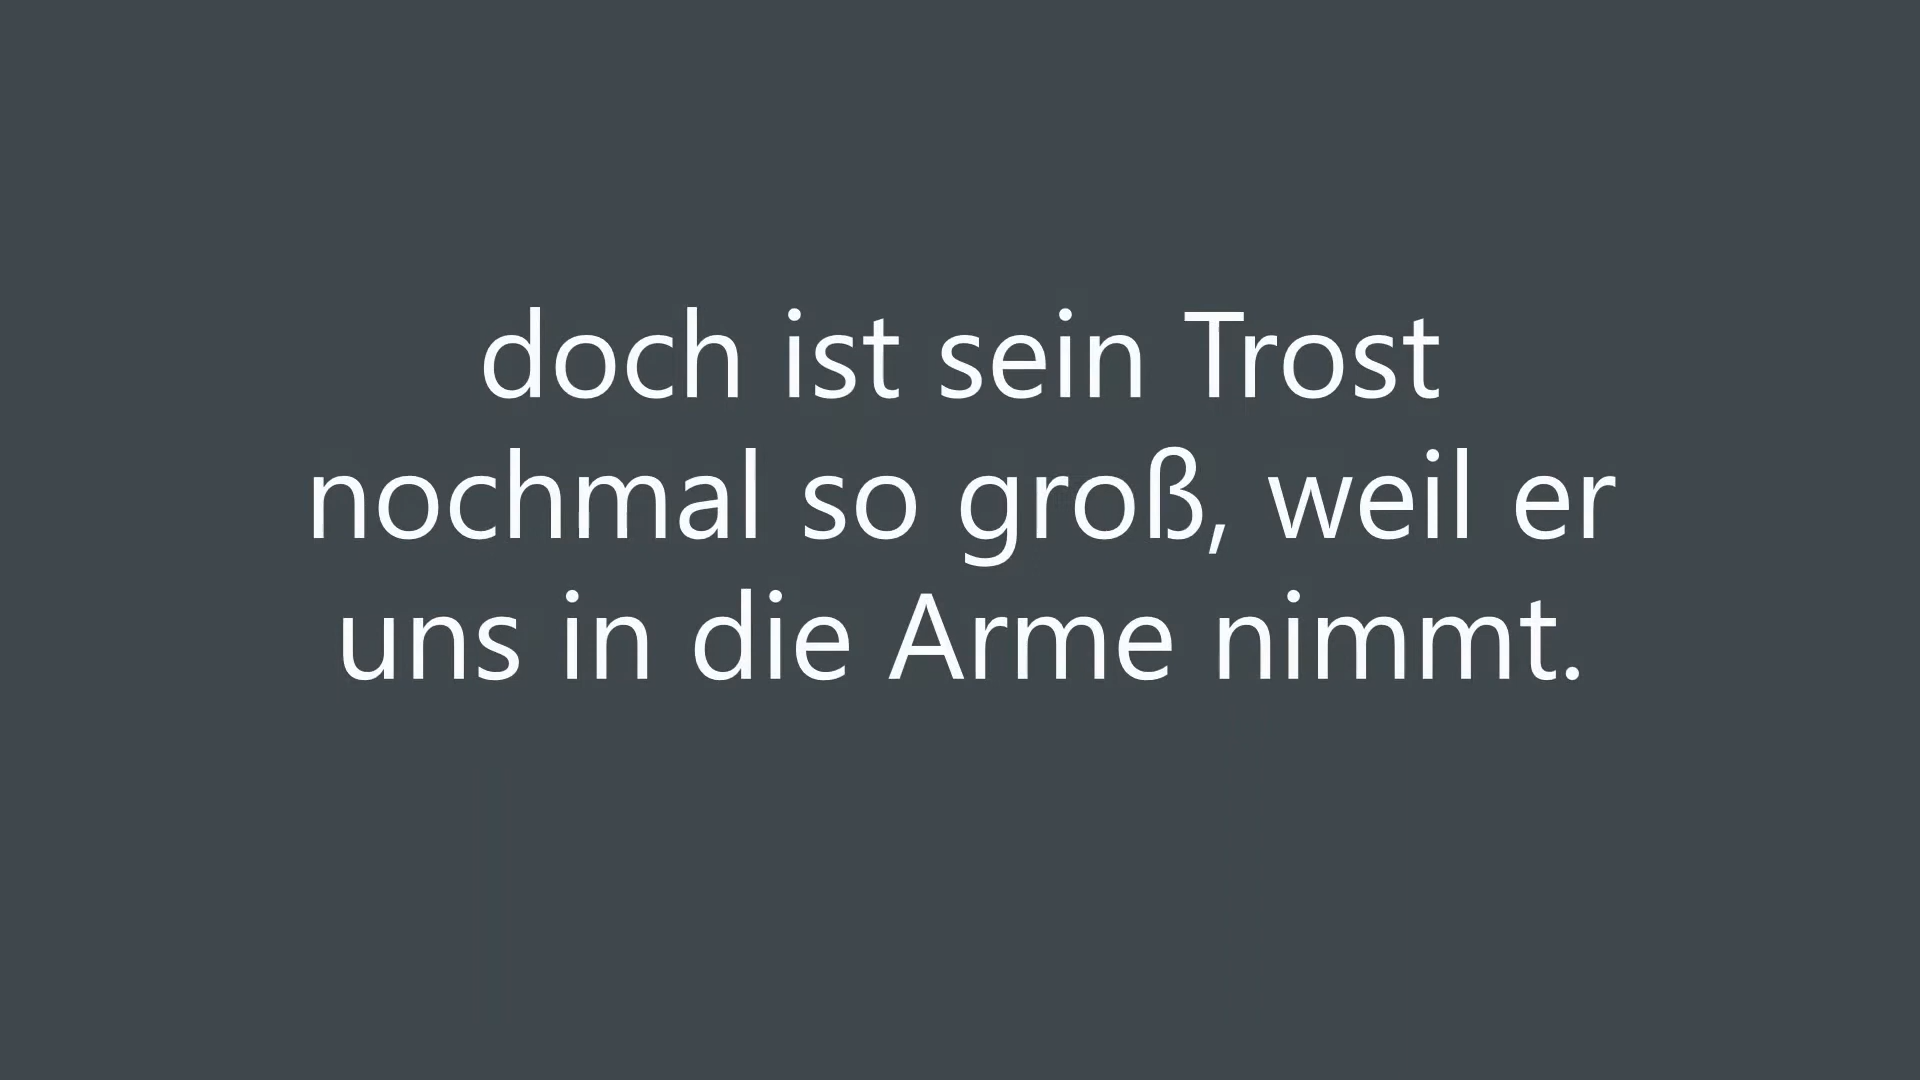 doch ist sein Trost
nochmal so groß, weil er
uns in die Arme nimmt.